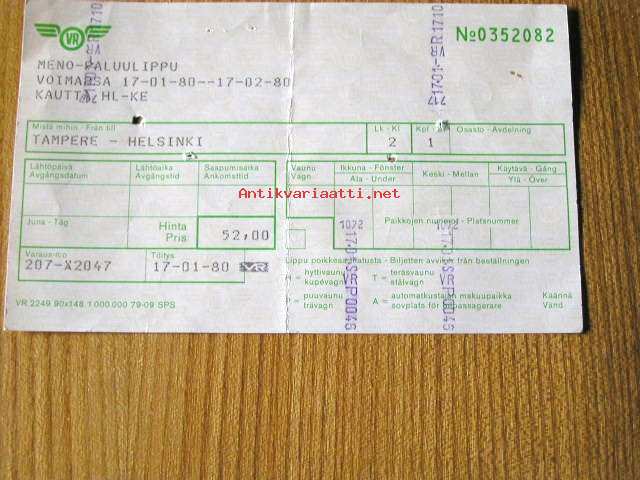 VR
№0352082
MENO-PALUULIPPU
VOIMASSA 17-01-80--17-02-80
KAUTTA HL-KE
Mistä mihin - Från till
Lk - Kl
Kpl - St
Osasto - Avdelning
TAMPERE - HELSINKI
2
1
Lähtöpäivä
Avgångsdatum
Lähtöaika
Avgångstid
Saapumisaika
Ankomsttid
Vaunu
Vagn
Ikkuna - Fönster
Ala - Under
Keski - Mellan
Käytävä - Gång
Ylä - Över
Antikvariaatti.net
Juna - Tåg
Hinta
Pris
52,00
Paikkojen numerot - Platsnummer
Varaus-n:o
207-X2047
Tilitys
17-01-80
VR
Lippu poikkeaa tilatusta - Biljetten avviker från beställningen
H = hyttivaunu
kupévagn
T = teräsvaunu
stålvagn
P = puuvaunu
trävagn
A = automatkustajan makuupaikka
sovplats för bilpassagerare
Käännä
Vänd
VR 2249 90x148 1 000.000 79-09 SPS